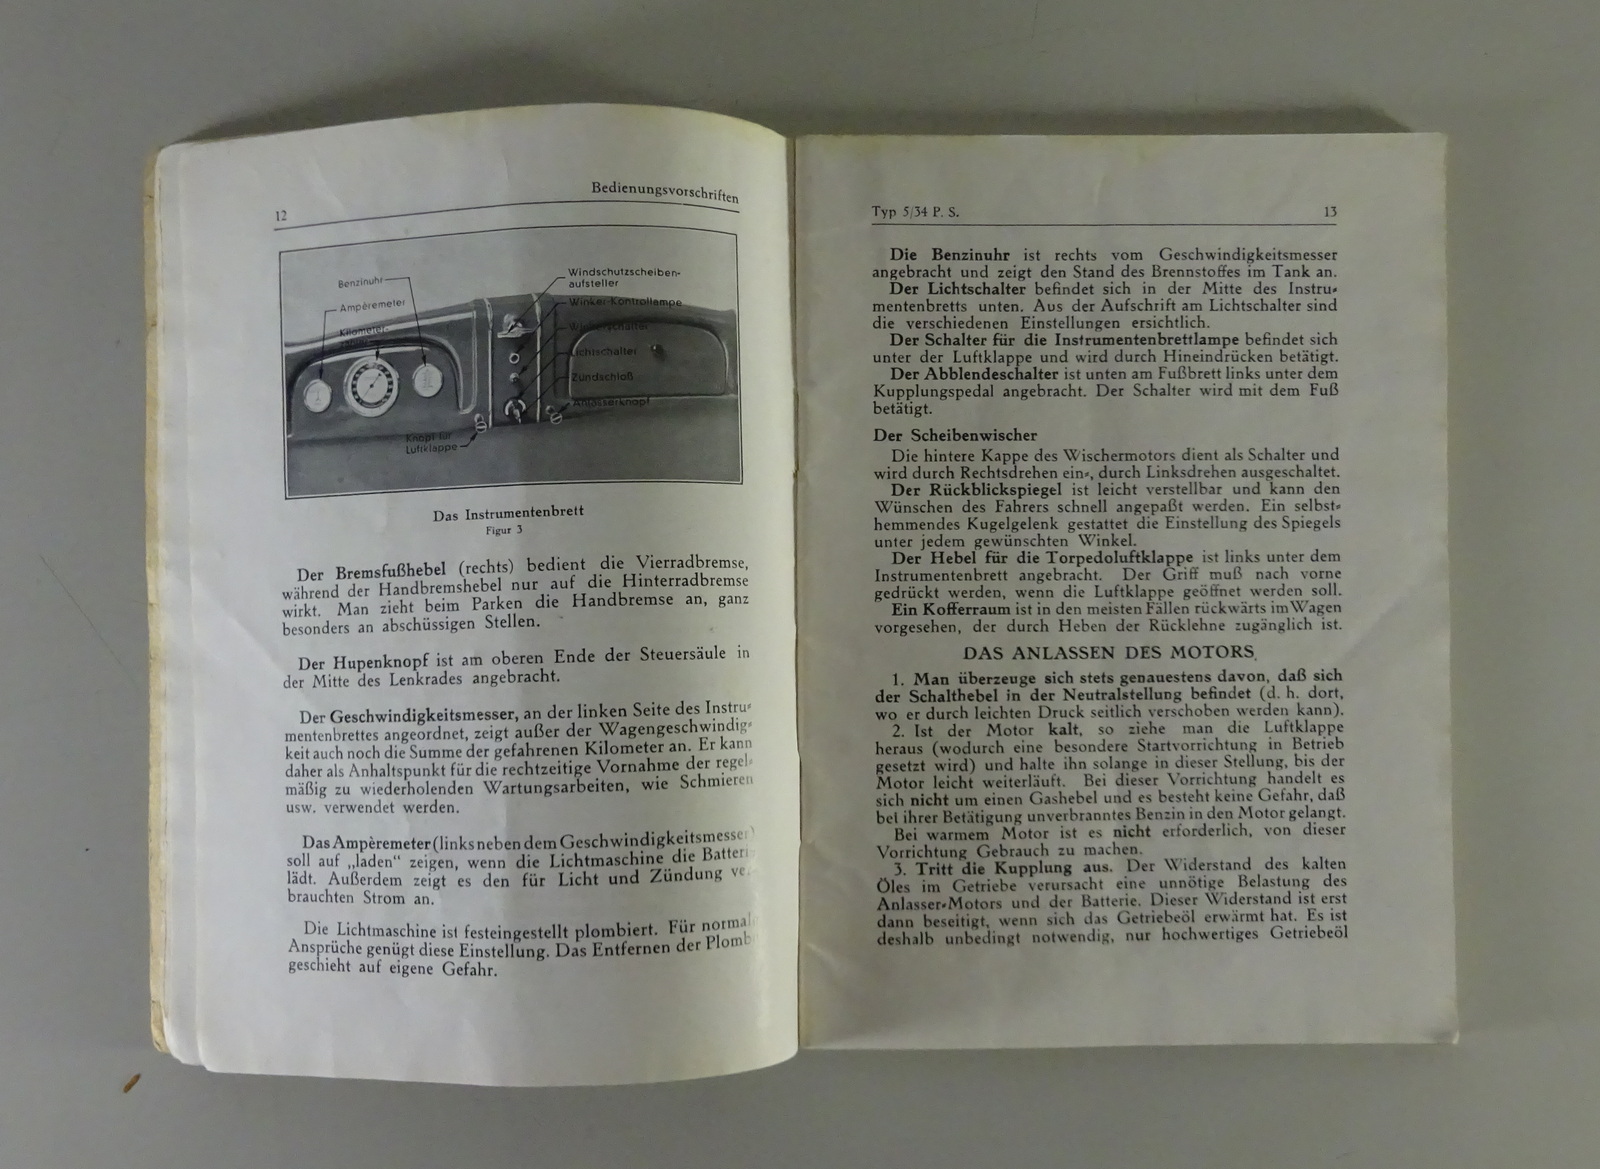 12
Bedienungsvorschriften
Benzinuhr
Ampèremeter
Kilometer-
Windschutzscheiben-
aufsteller
Winker-Kontrollampe
Winkerschalter
Lichtschalter
Zündschloß
Anlasserknopf
Knopf für
Luftklappe
Das Instrumentenbrett
Figur 3
Der Bremsfußhebel (rechts) bedient die Vierradbremse,
während der Handbremshebel nur auf die Hinterradbremse
wirkt. Man zieht beim Parken die Handbremse an, ganz
besonders an abschüssigen Stellen.
Der Hupenknopf ist am oberen Ende der Steuersäule in
der Mitte des Lenkrades angebracht.
Der Geschwindigkeitsmesser, an der linken Seite des Instru-
mentenbrettes angeordnet, zeigt außer der Wagengeschwindig-
keit auch noch die Summe der gefahrenen Kilometer an. Er kann
daher als Anhaltspunkt für die rechtzeitige Vornahme der regel-
mäßig zu wiederholenden Wartungsarbeiten, wie Schmieren
usw. verwendet werden.
Das Ampèremeter (links neben dem Geschwindigkeitsmesser)
soll auf „laden“ zeigen, wenn die Lichtmaschine die Batteri
lädt. Außerdem zeigt es den für Licht und Zündung ve
brauchten Strom an.
Die Lichtmaschine ist festeingestellt plombiert. Für normal
Ansprüche genügt diese Einstellung. Das Entfernen der Plomb
geschieht auf eigene Gefahr.
Typ 5/34 P. S.
13
Die Benzinuhr ist rechts vom Geschwindigkeitsmesser
angebracht und zeigt den Stand des Brennstoffes im Tank an.
Der Lichtschalter befindet sich in der Mitte des Instru-
mentenbretts unten. Aus der Aufschrift am Lichtschalter sind
die verschiedenen Einstellungen ersichtlich.
Der Schalter für die Instrumentenbrettlampe befindet sich
unter der Luftklappe und wird durch Hineindrücken betätigt.
Der Abblendeschalter ist unten am Fußbrett links unter dem
Kupplungspedal angebracht. Der Schalter wird mit dem Fuß
betätigt.
Der Scheibenwischer
Die hintere Kappe des Wischermotors dient als Schalter und
wird durch Rechtsdrehen ein-, durch Linksdrehen ausgeschaltet.
Der Rückblickspiegel ist leicht verstellbar und kann den
Wünschen des Fahrers schnell angepaßt werden. Ein selbst-
hemmendes Kugelgelenk gestattet die Einstellung des Spiegels
unter jedem gewünschten Winkel.
Der Hebel für die Torpedoluftklappe ist links unter dem
Instrumentenbrett angebracht. Der Griff muß nach vorne
gedrückt werden, wenn die Luftklappe geöffnet werden soll.
Ein Kofferraum ist in den meisten Fällen rückwärts im Wagen
vorgesehen, der durch Heben der Rücklehne zugänglich ist.
DAS ANLASSEN DES MOTORS
1. Man überzeuge sich stets genauestens davon, daß sich
der Schalthebel in der Neutralstellung befindet (d. h. dort,
wo er durch leichten Druck seitlich verschoben werden kann).
2. Ist der Motor kalt, so ziehe man die Luftklappe
heraus (wodurch eine besondere Startvorrichtung in Betrieb
gesetzt wird) und halte ihn solange in dieser Stellung, bis der
Motor leicht weiterläuft. Bei dieser Vorrichtung handelt es
sich nicht um einen Gashebel und es besteht keine Gefahr, daß
bei ihrer Betätigung unverbranntes Benzin in den Motor gelangt.
Bei warmem Motor ist es nicht erforderlich, von dieser
Vorrichtung Gebrauch zu machen.
3. Tritt die Kupplung aus. Der Widerstand des kalten
Öles im Getriebe verursacht eine unnötige Belastung des
Anlasser-Motors und der Batterie. Dieser Widerstand ist erst
dann beseitigt, wenn sich das Getriebeöl erwärmt hat. Es ist
deshalb unbedingt notwendig, nur hochwertiges Getriebeöl